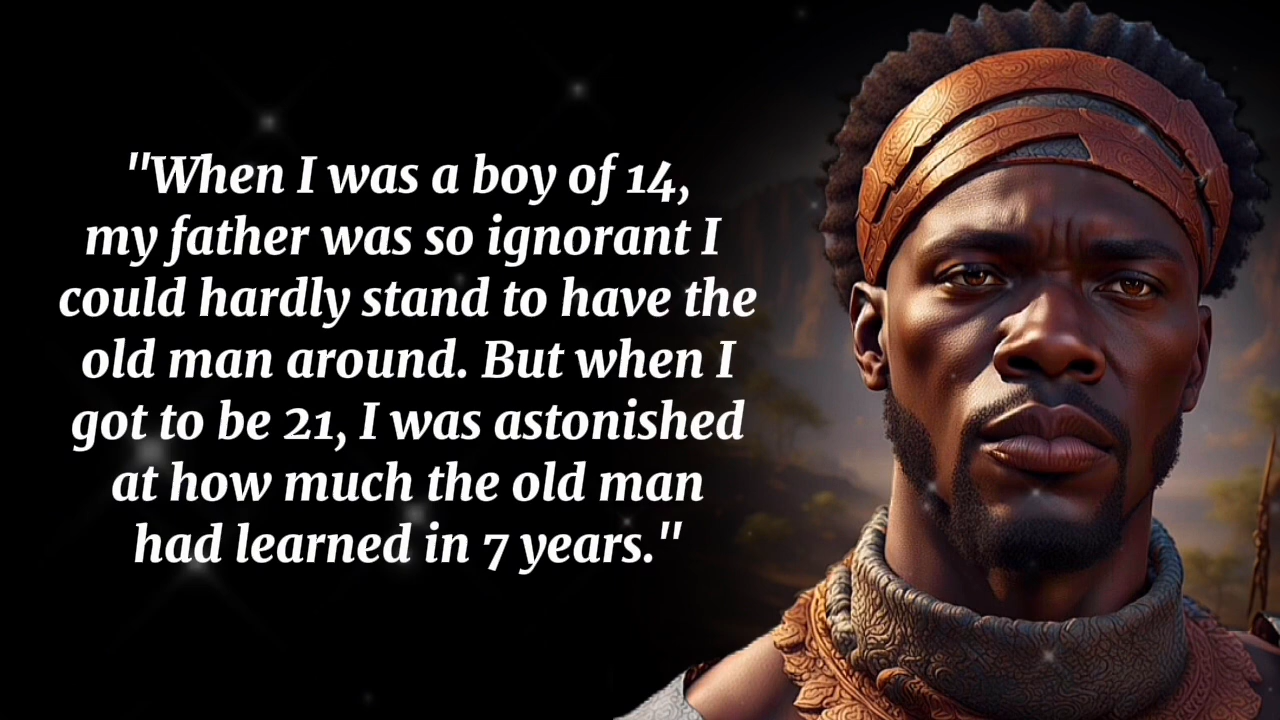 "When I was a boy of 14,
my father was so ignorant I
could hardly stand to have the
old man around. But when I
got to be 21, I was astonished
at how much the old man
had learned in 7 years."